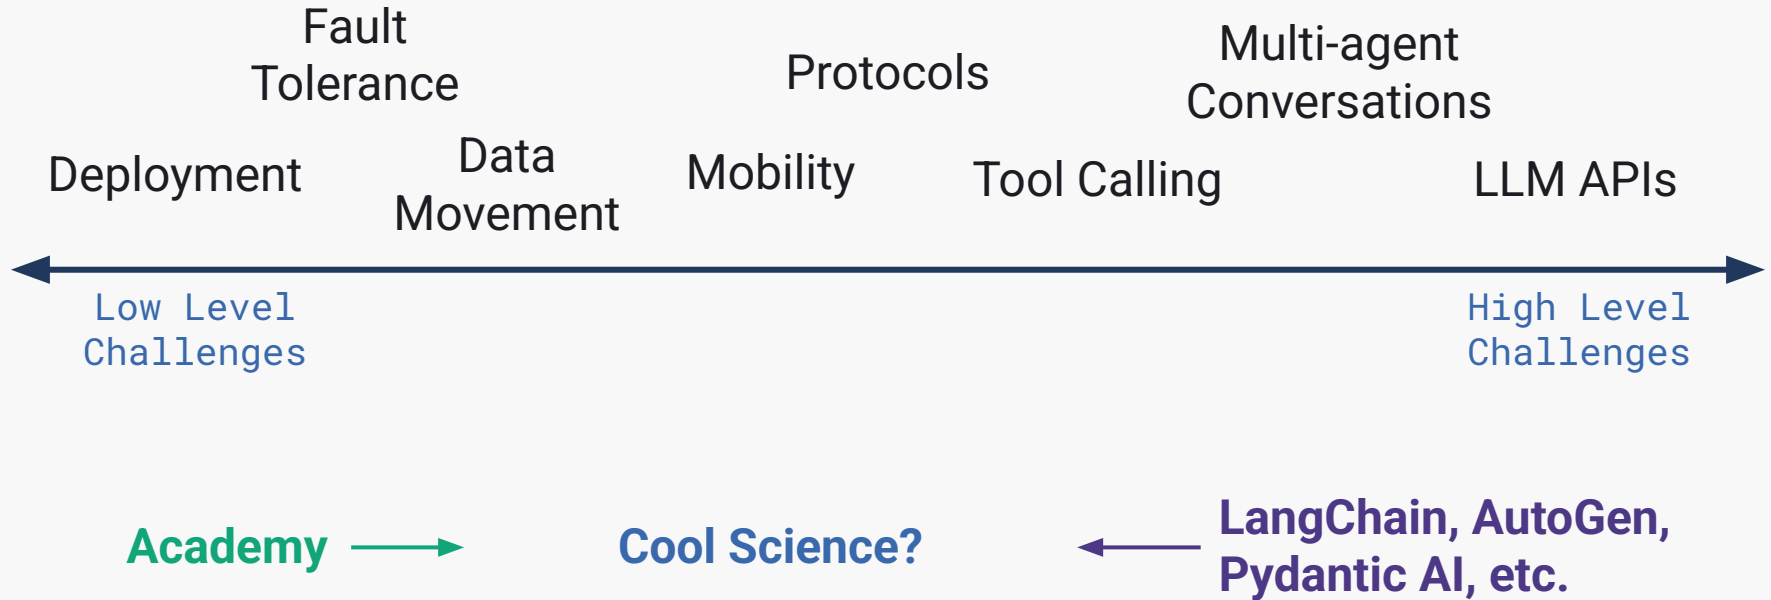 Fault
Tolerance
Protocols
Multi-agent
Conversations
Deployment
Data
Movement
Mobility
Tool Calling
LLM APIs
Low Level
Challenges
High Level
Challenges
Academy
Cool Science?
LangChain, AutoGen,
Pydantic AI, etc.